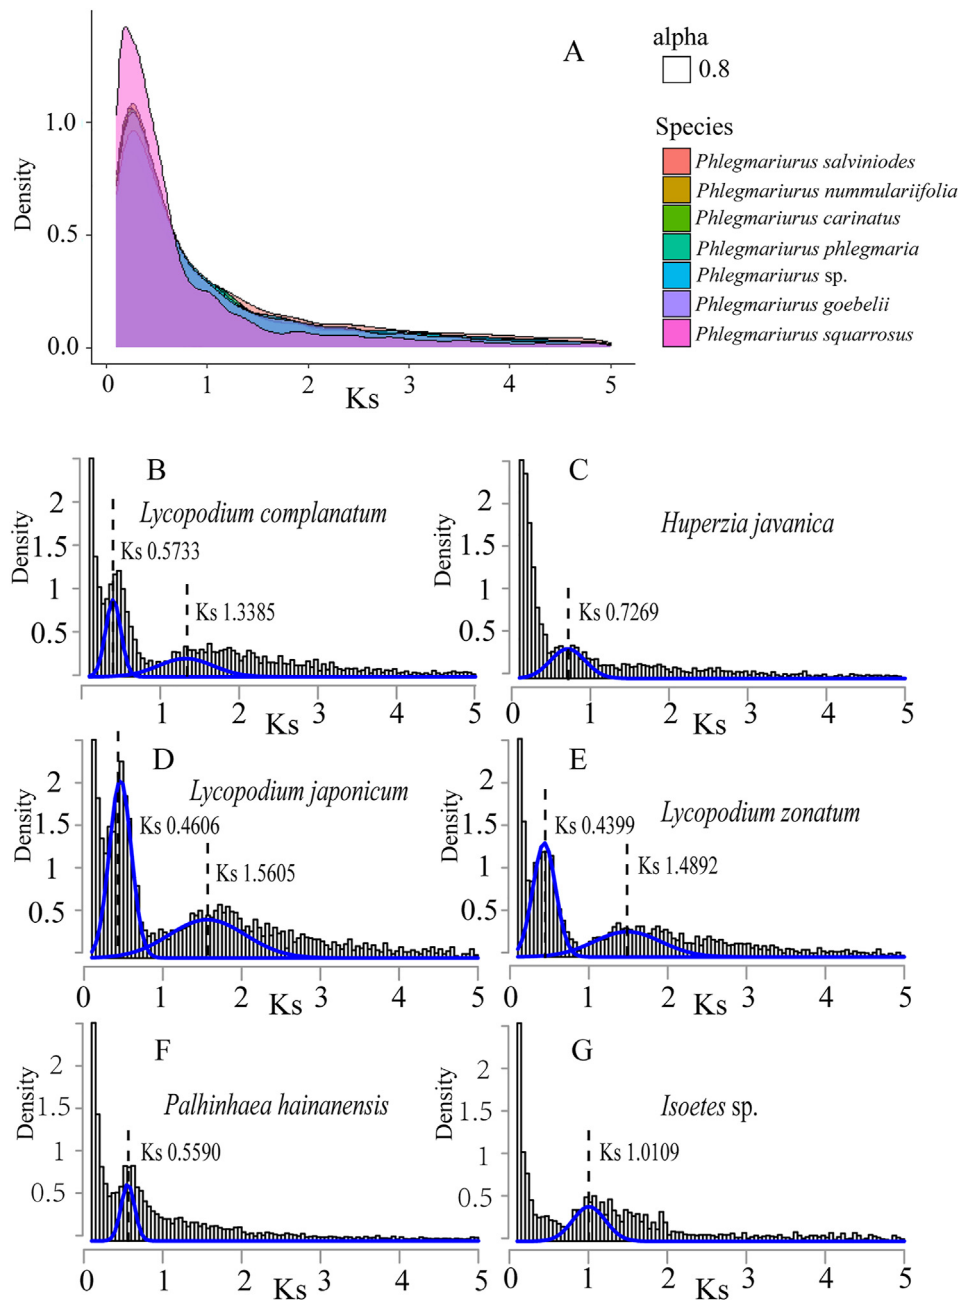 A
alpha
0.8
Species
Phlegmariurus salviniodes
Phlegmariurus nummulariifolia
Phlegmariurus carinatus
Phlegmariurus phlegmaria
Phlegmariurus sp.
Phlegmariurus goebelii
Phlegmariurus squarrosus
Density
1.0
0.5
0.0
0 1 2 3 4 5
Ks
B
Lycopodium complanatum
Ks 0.5733
Ks 1.3385
Density
2
1.5
1
0.5
0 1 2 3 4 5
Ks
C
Huperzia javanica
Ks 0.7269
Density
2
1.5
1
0.5
0 1 2 3 4 5
Ks
D
Lycopodium japonicum
Ks 0.4606
Ks 1.5605
Density
2
1.5
1
0.5
0 1 2 3 4 5
Ks
E
Lycopodium zonatum
Ks 0.4399
Ks 1.4892
Density
2
1.5
1
0.5
0 1 2 3 4 5
Ks
F
Palhinhaea hainanensis
Ks 0.5590
Density
2
1.5
1
0.5
0 1 2 3 4 5
Ks
G
Isoetes sp.
Ks 1.0109
Density
2
1.5
1
0.5
0 1 2 3 4 5
Ks